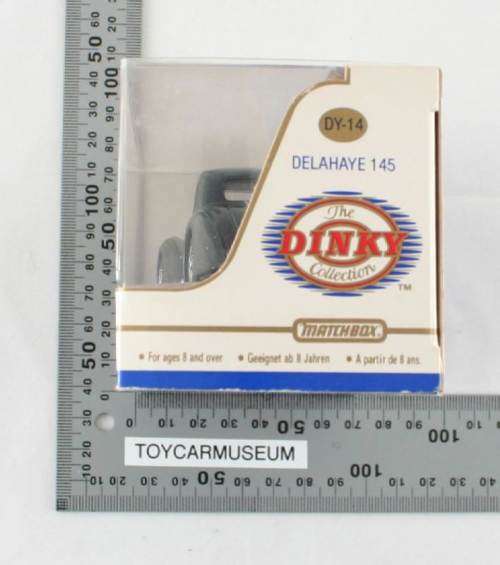 DY-14
DELAHAYE 145
The
DINKY
Collection
TM
MATCHBOX
• For ages 8 and over • Geeignet ab 8 Jahren • A partir de 8 ans.
TOYCARMUSEUM